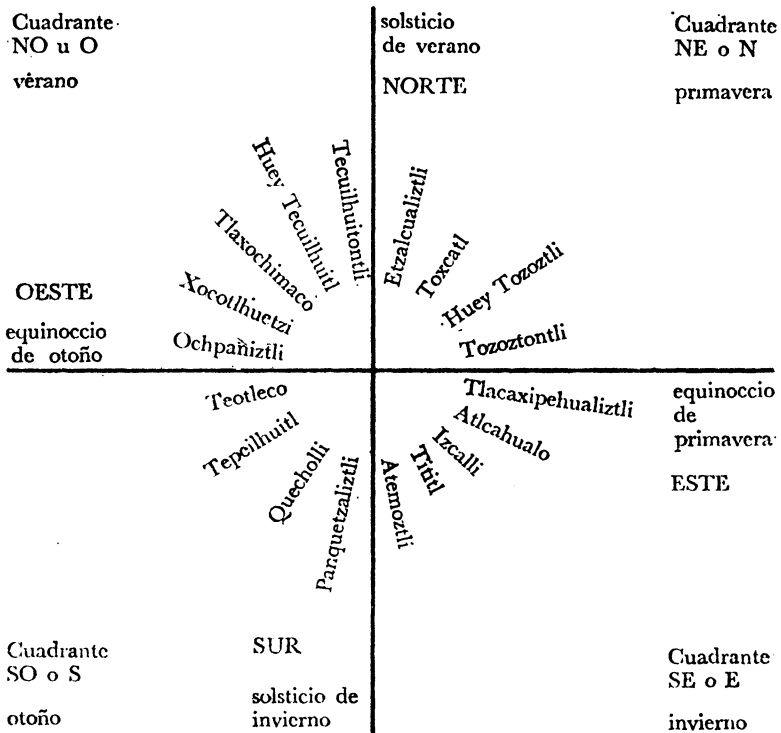 Cuadrante
NO u O
verano
solsticio
de verano
NORTE
Cuadrante
NE o N
primavera
Tecuilhuitontli
Huey Tecuilhuitl
Tlaxochimaco
Xocotlhuetzi
Ochpaniztli
Etzalcualiztli
Toxcatl
Huey Tozoztli
Tozoztontli
OESTE
equinoccio
de otoño
Teotleco
Tepeilhuitl
Quecholli
Panquetzaliztli
Tlacaxipehualiztli
Atlcahualo
Izcalli
Tititl
Atemoztli
equinoccio
de
primavera
ESTE
Cuadrante
SO o S
otoño
SUR
solsticio de
invierno
Cuadrante
SE o E
invierno